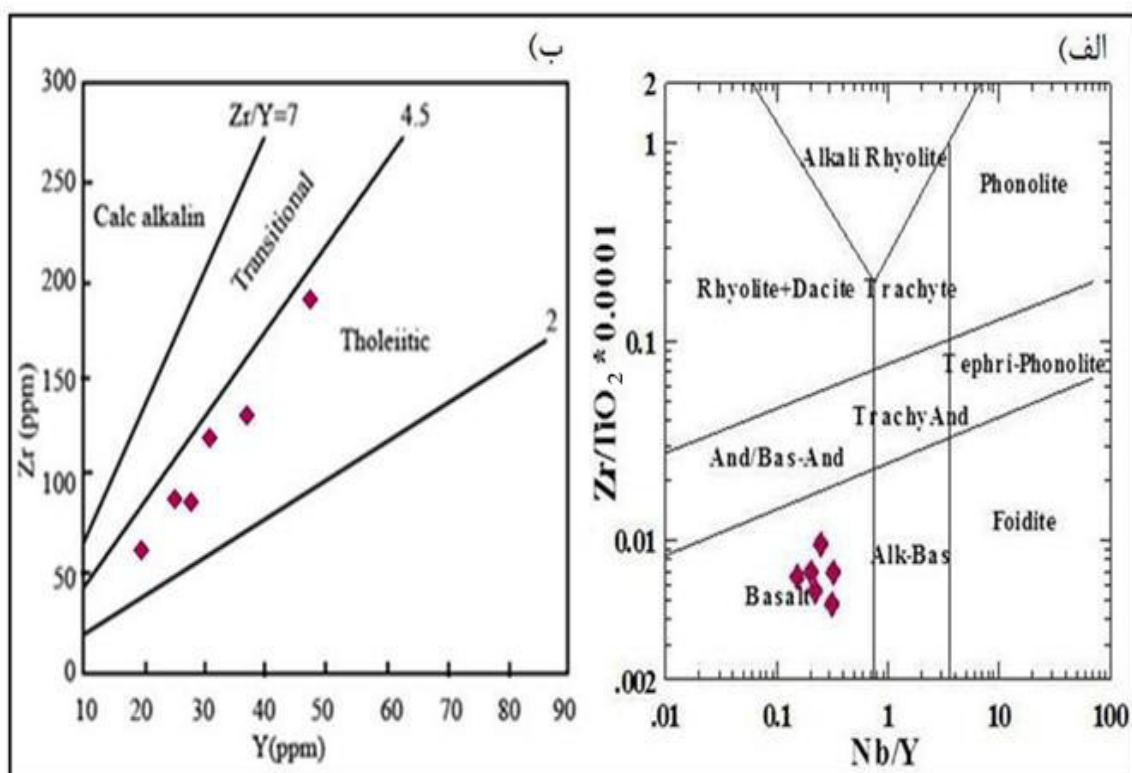 ب)
300
250
200
150
100
50
0
Zr (ppm)
Zr/Y=7
4.5
2
Calc alkalin
Transitional
Tholeiitic
10 20 30 40 50 60 70 80 90
Y(ppm)
الف)
2
1
0.1
0.01
.002
Zr/TiO2*0.0001
Alkali Rhyolite
Phonolite
Rhyolite+Dacite Trachyte
Tephri-Phonolite
TrachyAnd
And/Bas-And
Foidite
Alk-Bas
Basalt
.01 0.1 1 10 100
Nb/Y